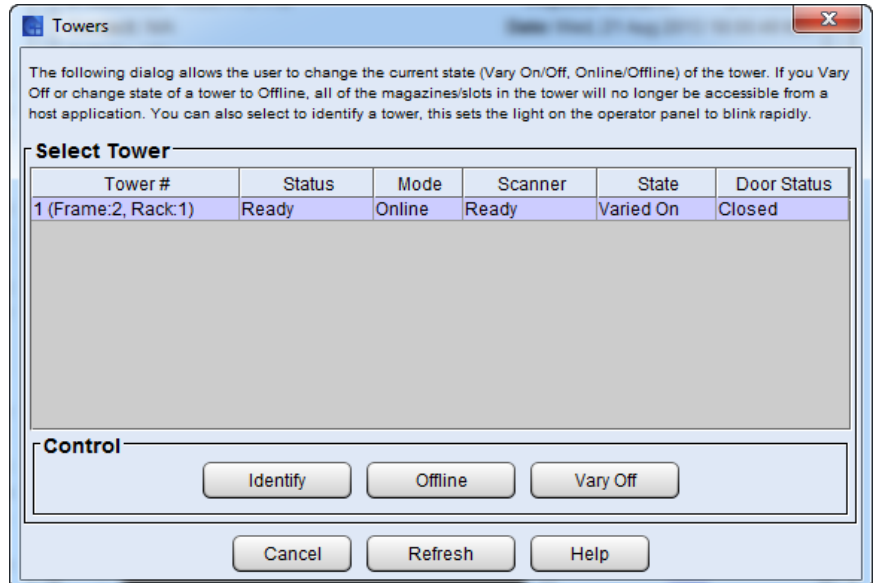 Towers
The following dialog allows the user to change the current state (Vary On/Off, Online/Offline) of the tower. If you Vary
Off or change state of a tower to Offline, all of the magazines/slots in the tower will no longer be accessible from a
host application. You can also select to identify a tower, this sets the light on the operator panel to blink rapidly.
Select Tower
Tower # Status Mode Scanner State Door Status
1 (Frame:2, Rack:1) Ready Online Ready Varied On Closed
Control
Identify Offline Vary Off
Cancel Refresh Help